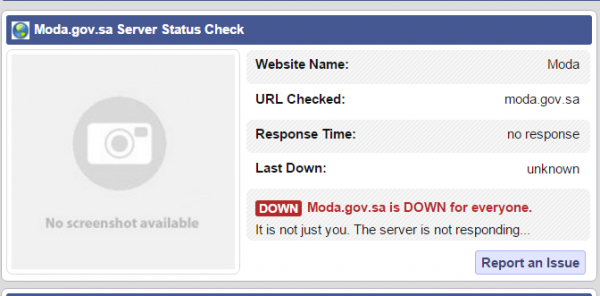 Moda.gov.sa Server Status Check
No screenshot available
Website Name: Moda
URL Checked: moda.gov.sa
Response Time: no response
Last Down: unknown
DOWN Moda.gov.sa is DOWN for everyone.
It is not just you. The server is not responding...
Report an Issue